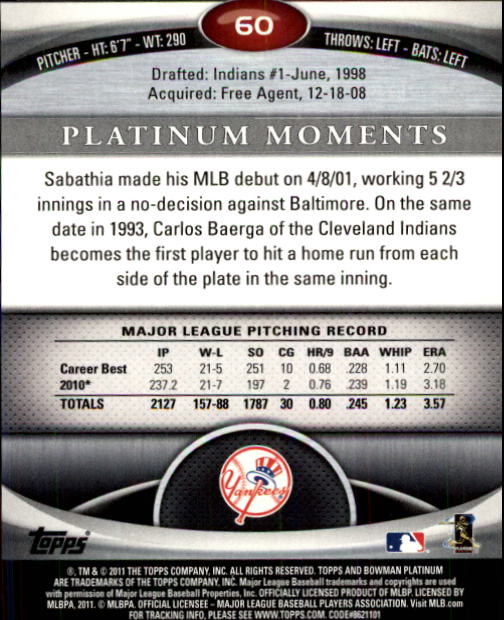 60
PITCHER - HT: 6'7" - WT: 290
THROWS: LEFT - BATS: LEFT
Drafted: Indians #1-June, 1998
Acquired: Free Agent, 12-18-08
PLATINUM MOMENTS
Sabathia made his MLB debut on 4/8/01, working 5 2/3
innings in a no-decision against Baltimore. On the same
date in 1993, Carlos Baerga of the Cleveland Indians
becomes the first player to hit a home run from each
side of the plate in the same inning.
MAJOR LEAGUE PITCHING RECORD
IP W-L SO CG HR/9 BAA WHIP ERA
Career Best 253 21-5 251 10 0.68 .228 1.11 2.70
2010* 237.2 21-7 197 2 0.76 .239 1.19 3.18
TOTALS 2127 157-88 1787 30 0.80 .245 1.23 3.57
Yankees
Topps
®, TM & © 2011 THE TOPPS COMPANY, INC. ALL RIGHTS RESERVED. TOPPS AND BOWMAN PLATINUM
ARE TRADEMARKS OF THE TOPPS COMPANY, INC. Major League Baseball trademarks and copyrights are used
with permission of Major League Baseball Properties, Inc. OFFICIALLY LICENSED PRODUCT OF MLBP. LICENSED BY
MLBPA, 2011. © MLBPA. OFFICIAL LICENSEE – MAJOR LEAGUE BASEBALL PLAYERS ASSOCIATION. Visit MLB.com
FOR TRACKING INFO, PLEASE SEE WWW.TOPPS.COM. CODE#8621101